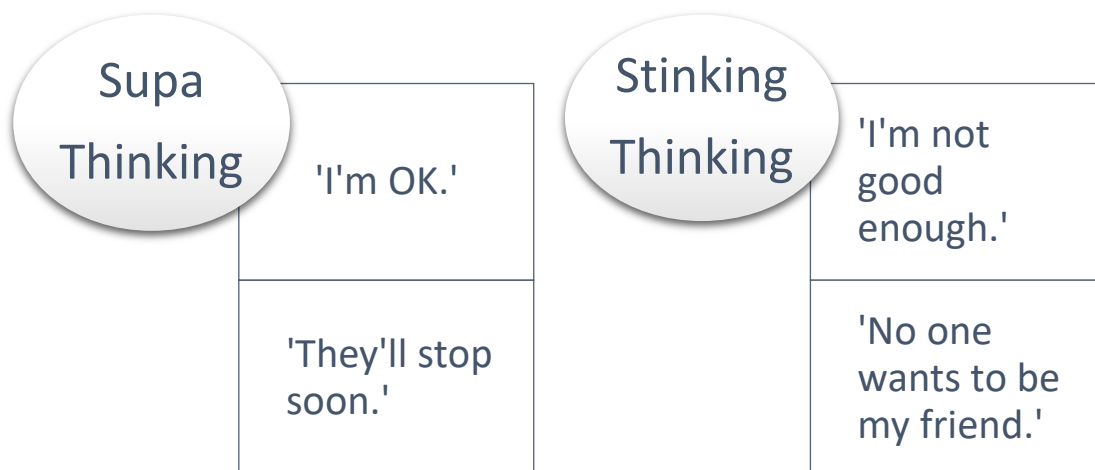 Supa
Thinking
'I'm OK.'
'They'll stop
soon.'
Stinking
Thinking
'I'm not
good
enough.'
'No one
wants to be
my friend.'